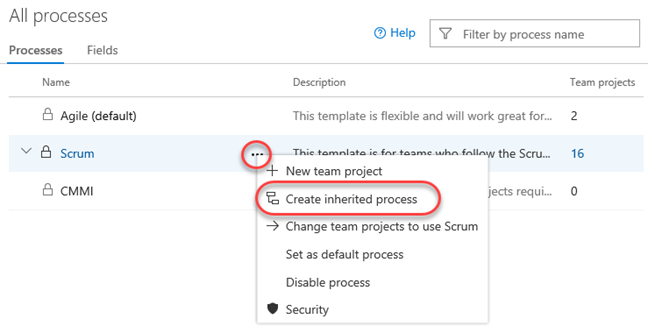 All processes
Help
Filter by process name
Processes Fields
Name Description Team projects
Agile (default) This template is flexible and will work great for... 2
Scrum ... This template is for teams who follow the Scru... 16
New team project
CMMI jects requi... 0
Create inherited process
Change team projects to use Scrum
Set as default process
Disable process
Security